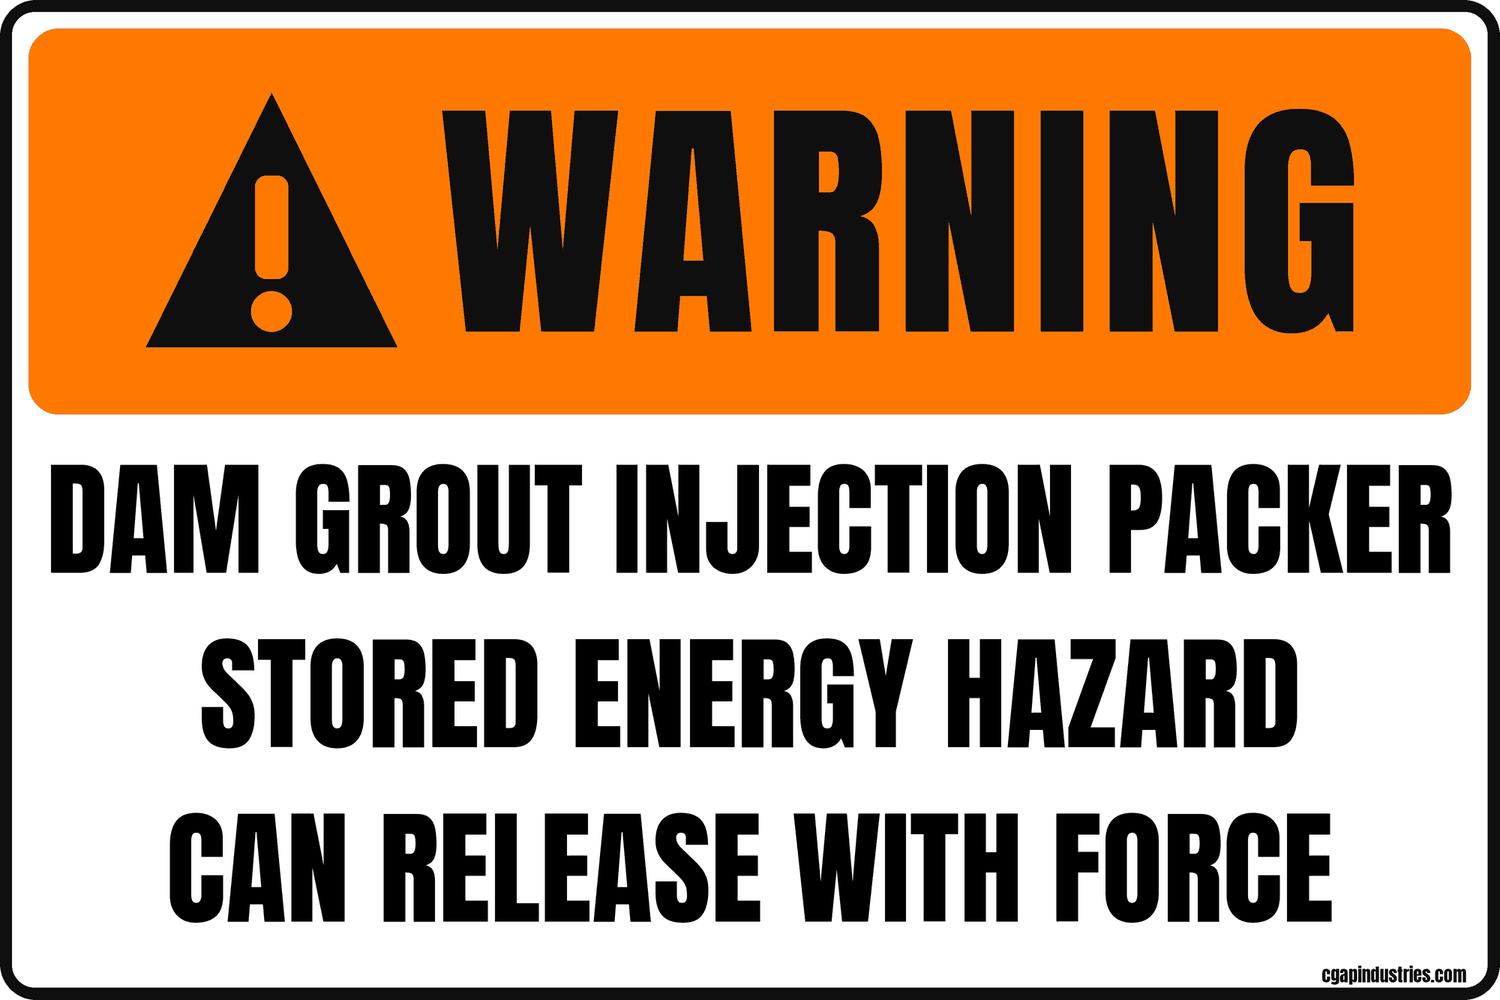 WARNING
DAM GROUT INJECTION PACKER
STORED ENERGY HAZARD
CAN RELEASE WITH FORCE
cgapindustries.com